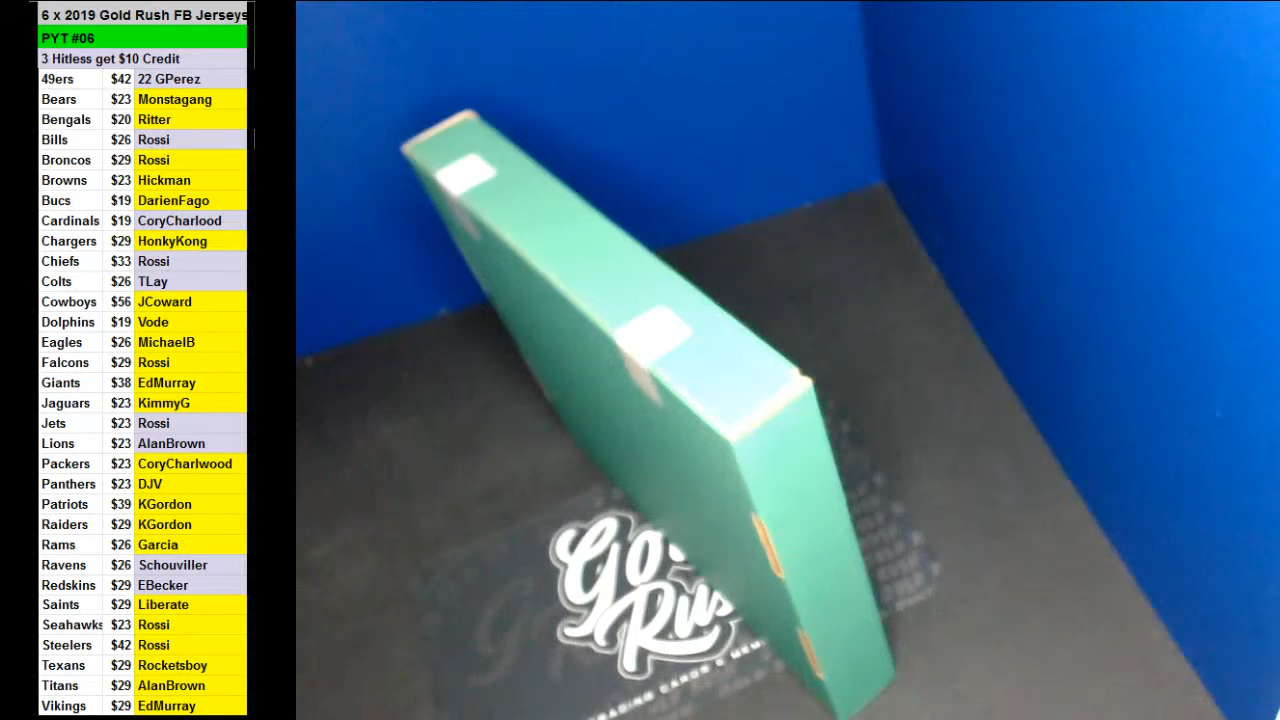 6 x 2019 Gold Rush FB Jerseys
PYT #06
3 Hitless get $10 Credit
49ers $42 22 GPerez
Bears $23 Monstagang
Bengals $20 Ritter
Bills $26 Rossi
Broncos $29 Rossi
Browns $23 Hickman
Bucs $19 DarienFago
Cardinals $19 CoryCharlood
Chargers $29 HonkyKong
Chiefs $33 Rossi
Colts $26 TLay
Cowboys $56 JCoward
Dolphins $19 Vode
Eagles $26 MichaelB
Falcons $29 Rossi
Giants $38 EdMurray
Jaguars $23 KimmyG
Jets $23 Rossi
Lions $23 AlanBrown
Packers $23 CoryCharlwood
Panthers $23 DJV
Patriots $39 KGordon
Raiders $29 KGordon
Rams $26 Garcia
Ravens $26 Schouviller
Redskins $29 EBecker
Saints $29 Liberate
Seahawks $23 Rossi
Steelers $42 Rossi
Texans $29 Rocketsboy
Titans $29 AlanBrown
Vikings $29 EdMurray
Go
Rus
TRADING CARDS & MEM